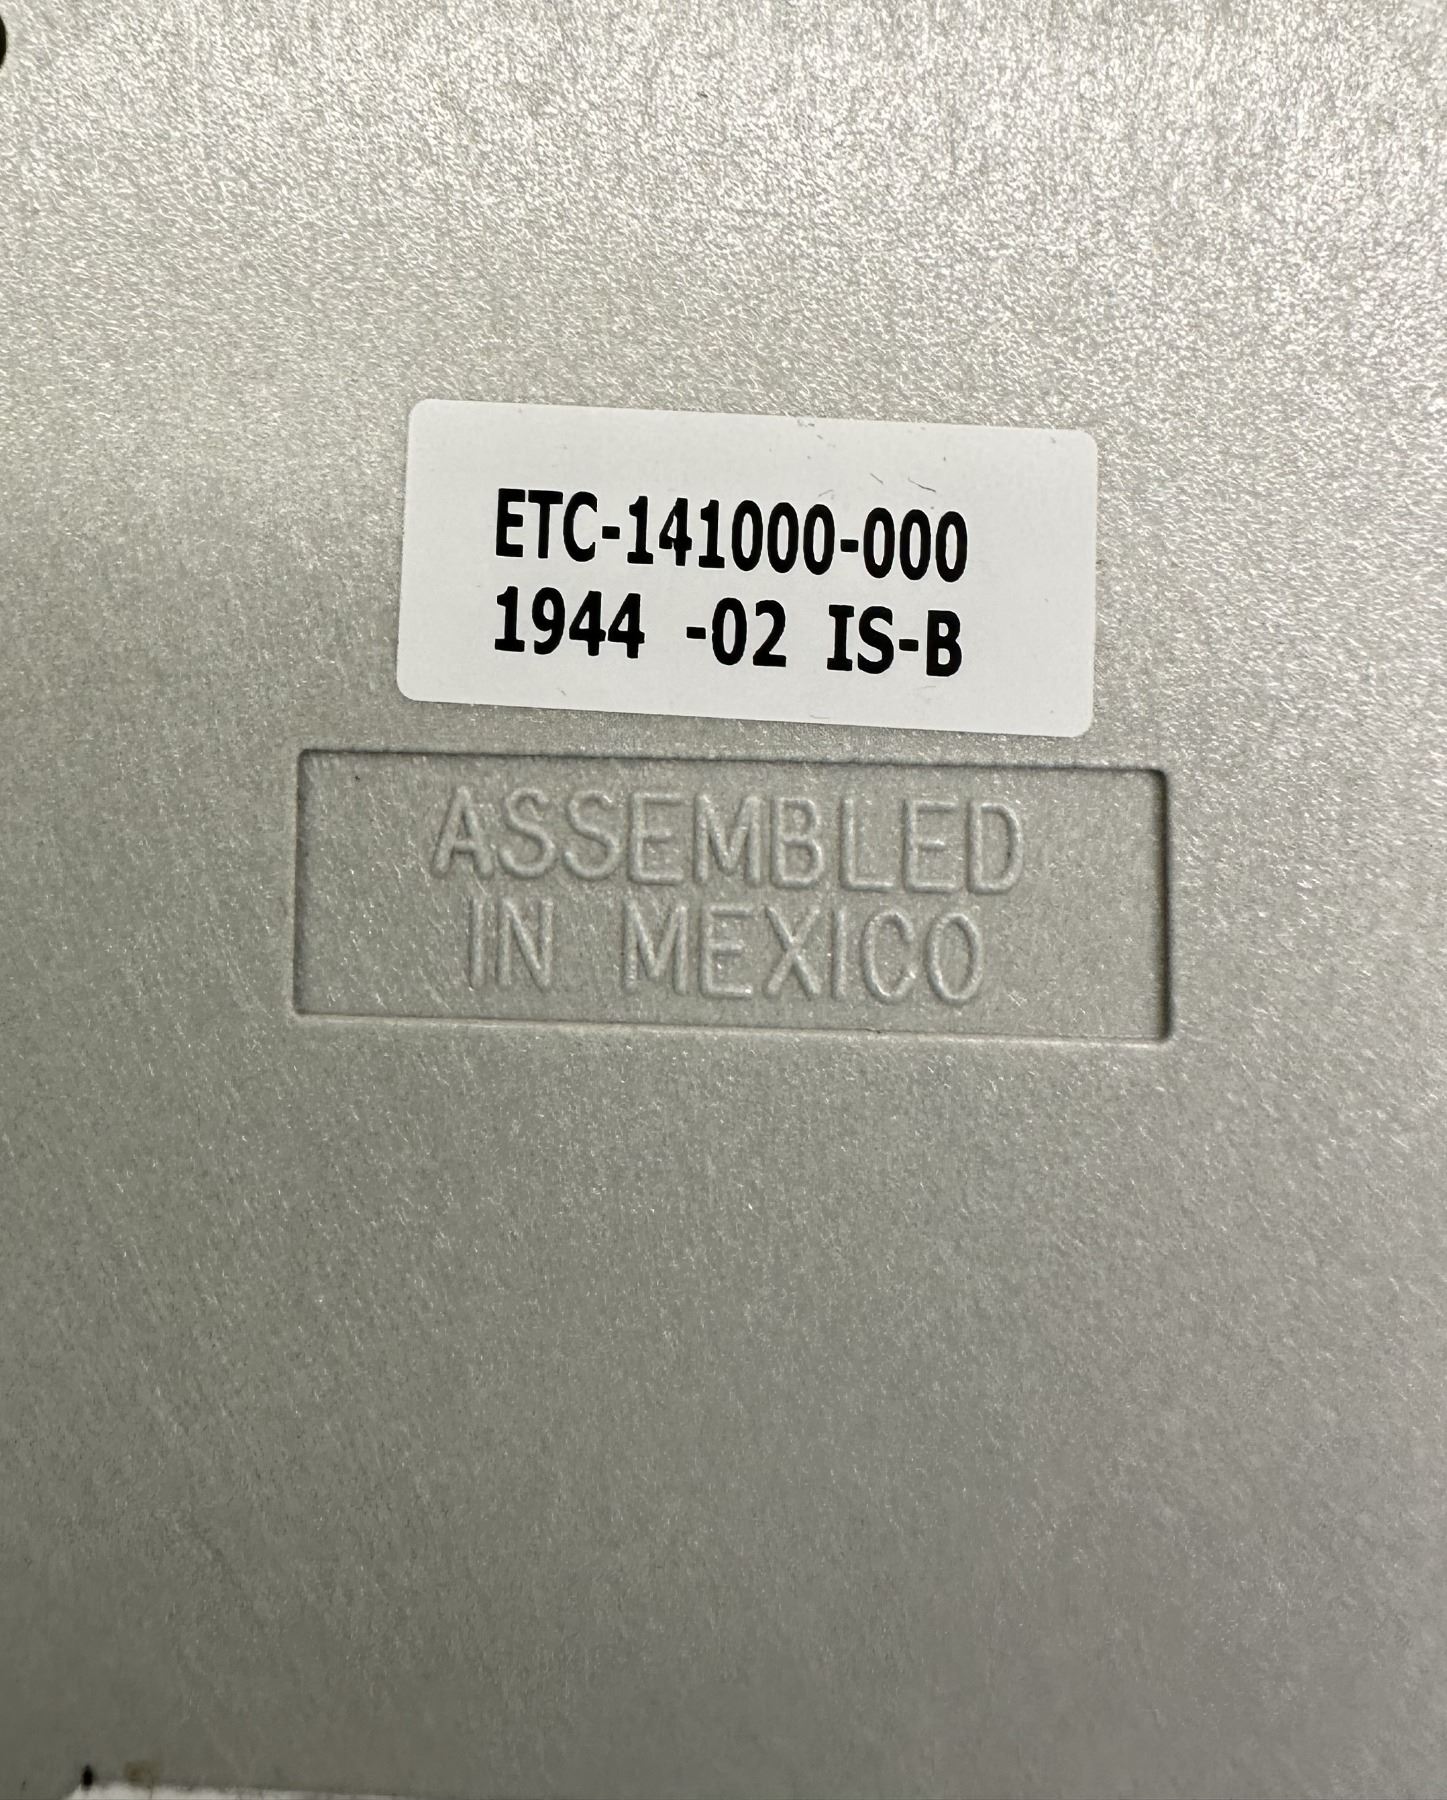 ETC-141000-000
1944 -02 IS-B
ASSEMBLED
IN MEXICO